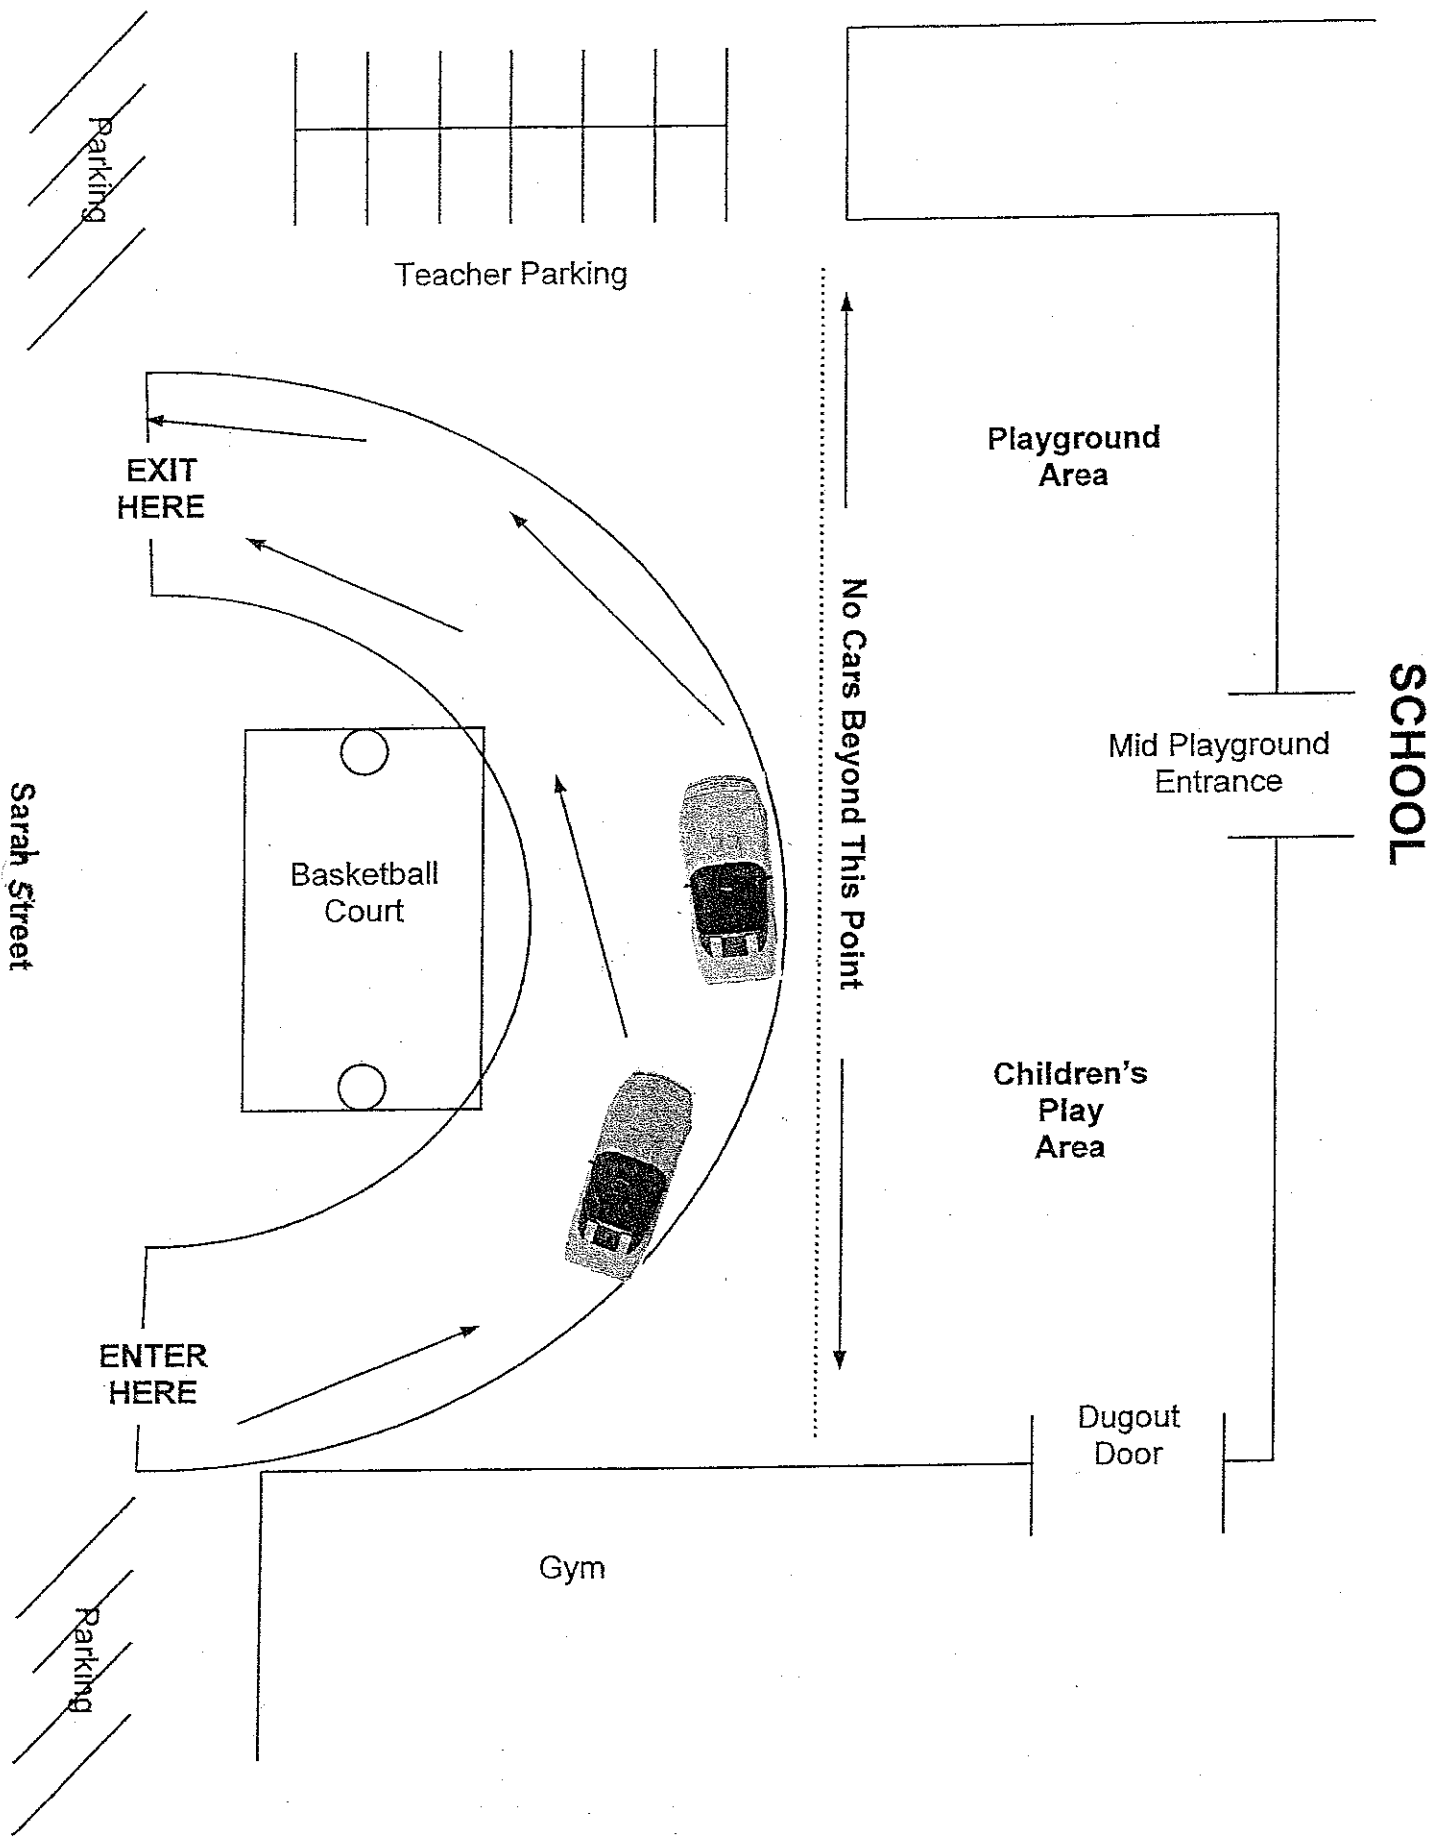 Parking
Teacher Parking
EXIT
HERE
Playground
Area
No Cars Beyond This Point
SCHOOL
Mid Playground
Entrance
Basketball
Court
Sarah Street
Children's
Play
Area
ENTER
HERE
Dugout
Door
Gym
Parking